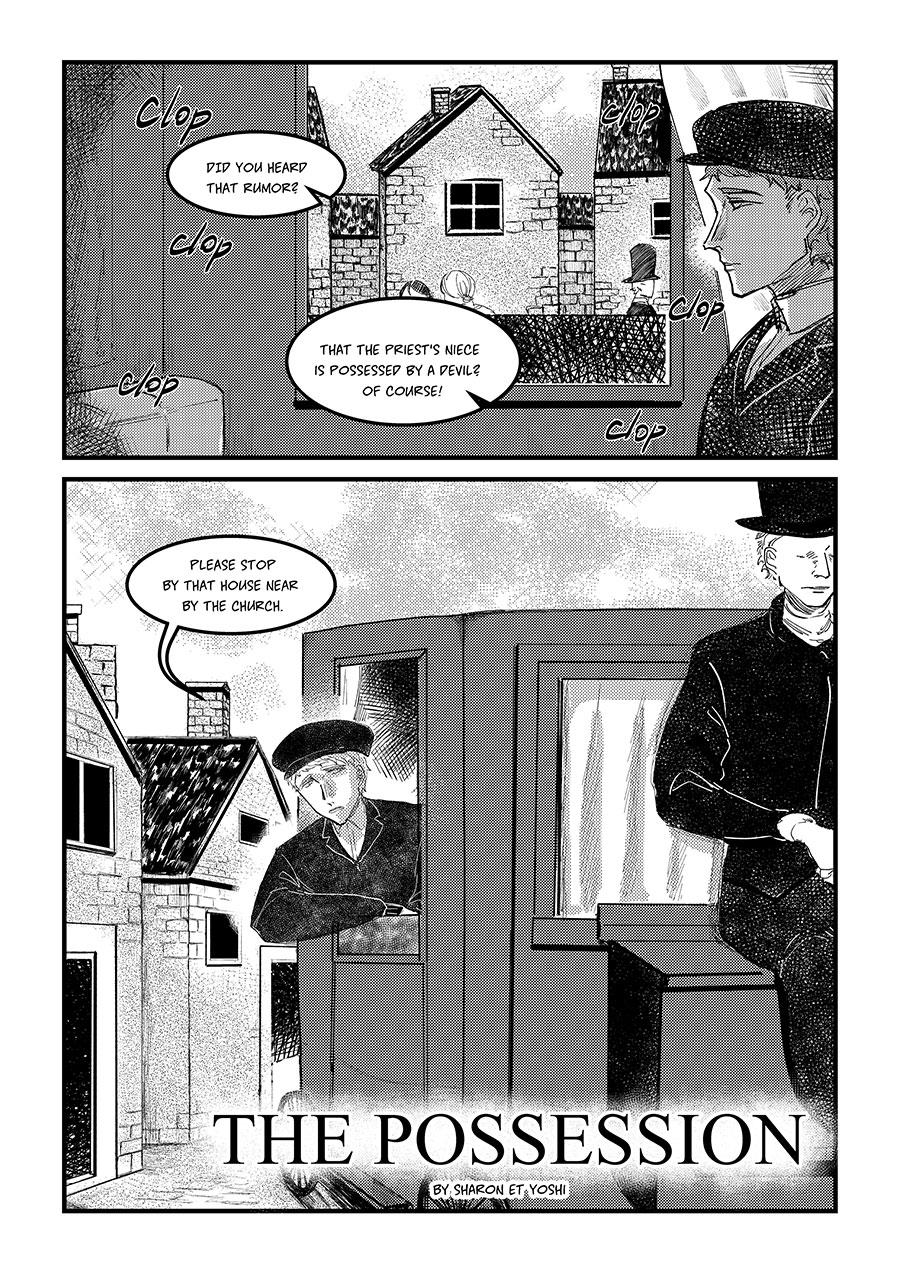 Clop
Clop
DID YOU HEARD
THAT RUMOR?
Clop
Clop
THAT THE PRIEST'S NIECE
IS POSSESSED BY A DEVIL?
OF COURSE!
Clop
Clop
PLEASE STOP
BY THAT HOUSE NEAR
BY THE CHURCH.
THE POSSESSION
BY SHARON ET YOSHI